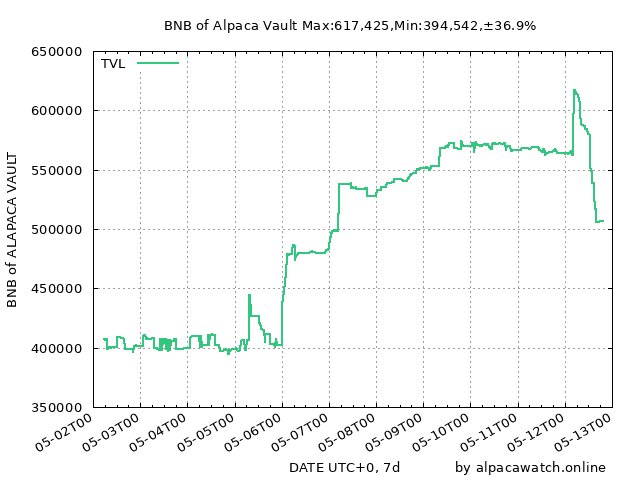 BNB of Alpaca Vault Max:617,425,Min:394,542,±36.9%
650000
TVL
600000
550000
500000
450000
400000
350000
BNB of ALAPACA VAULT
05-02T00 05-03T00 05-04T00 05-05T00 05-06T00 05-07T00 05-08T00 05-09T00 05-10T00 05-11T00 05-12T00 05-13T00
DATE UTC+0, 7d by alpacawatch.online